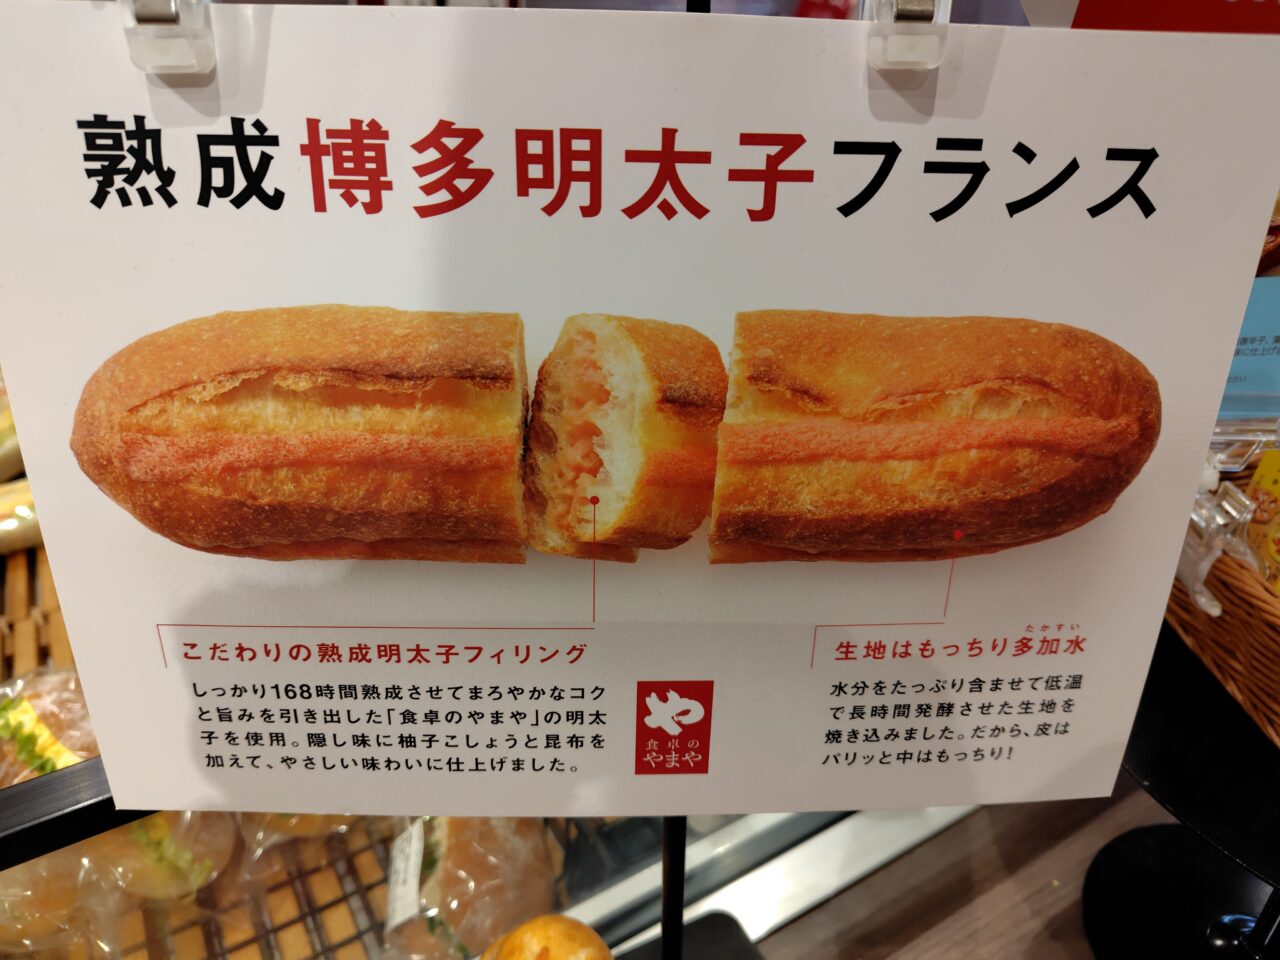 熟成博多明太子フランス
こだわりの熟成明太子フィリング
しっかり168時間熟成させてまろやかなコク
と旨みを引き出した「食卓のやまや」の明太
子を使用。隠し味に柚子こしょうと昆布を
加えて、やさしい味わいに仕上げました。
や
食卓の
やまや
たかすい
生地はもっちり多加水
水分をたっぷり含ませて低温
で長時間発酵させた生地を
焼き込みました。だから、皮は
パリッと中はもっちり!